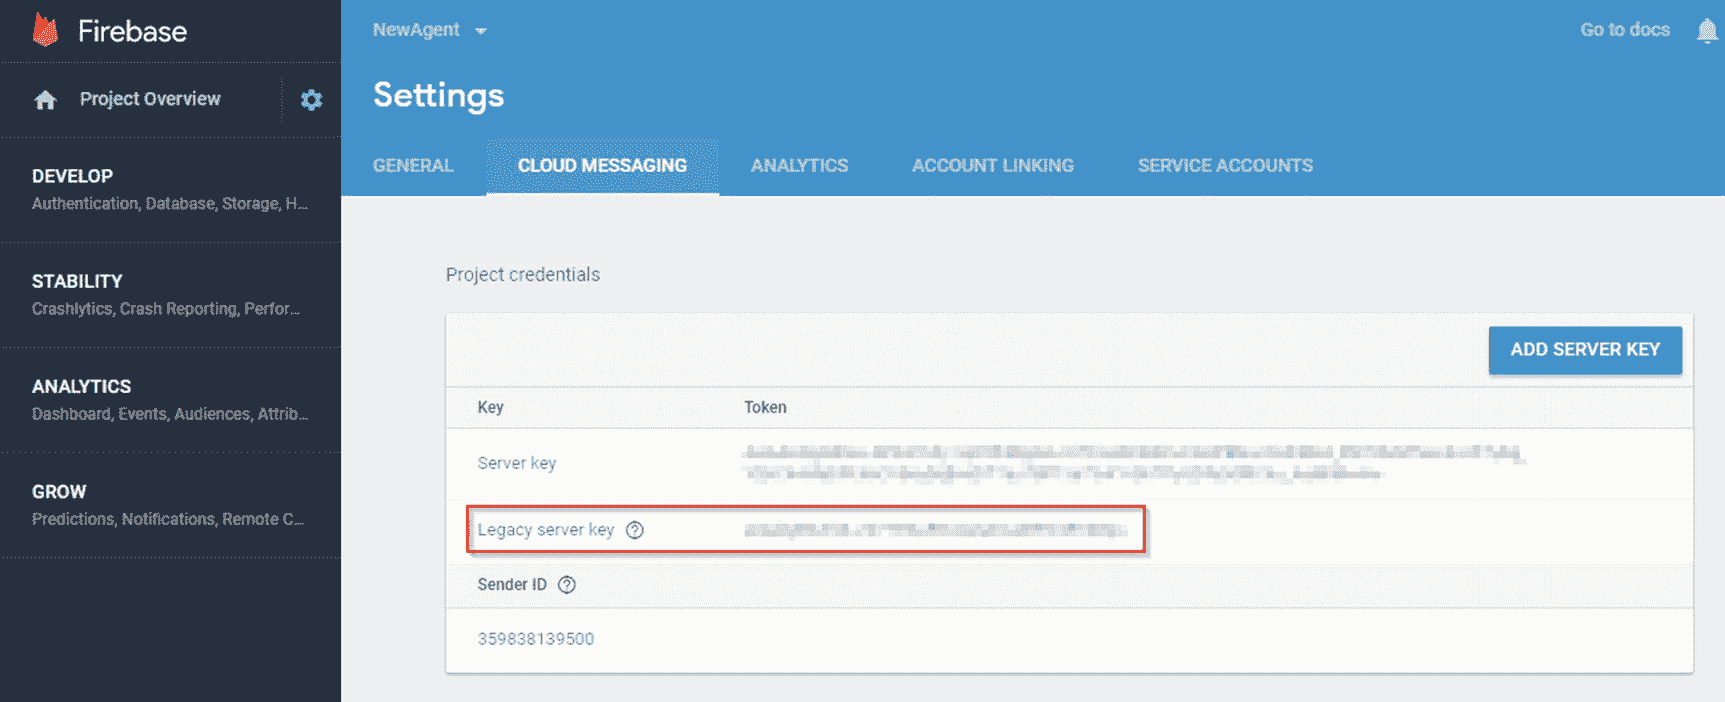 Firebase
Project Overview
DEVELOP
Authentication, Database, Storage, H...
STABILITY
Crashlytics, Crash Reporting, Perfor...
ANALYTICS
Dashboard, Events, Audiences, Attrib...
GROW
Predictions, Notifications, Remote C...
NewAgent
Go to docs
Settings
GENERAL CLOUD MESSAGING ANALYTICS ACCOUNT LINKING SERVICE ACCOUNTS
Project credentials
ADD SERVER KEY
Key Token
Server key
Legacy server key ?
Sender ID ?
359838139500